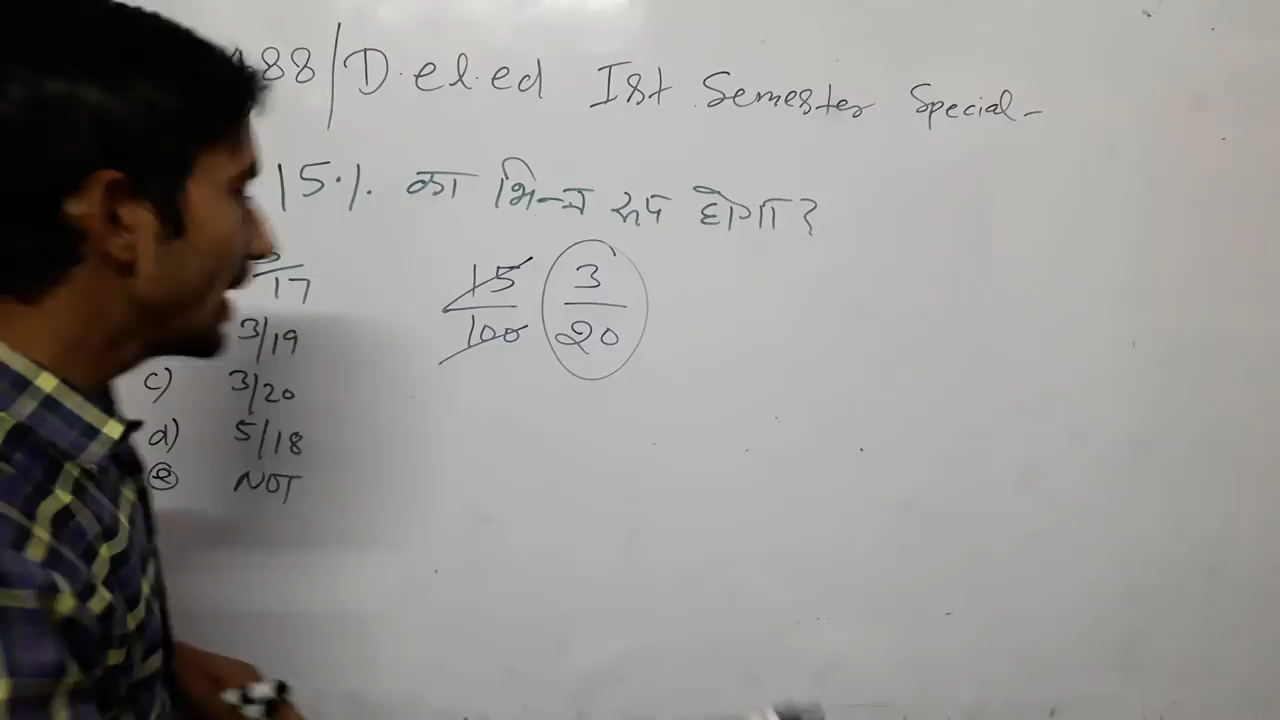 88/D.el.ed Ist Semester Special-
15% का भिन्न रूप होगा?
/17
3/19
c) 3/20
d) 5/18
e NOT
15/100 3/20